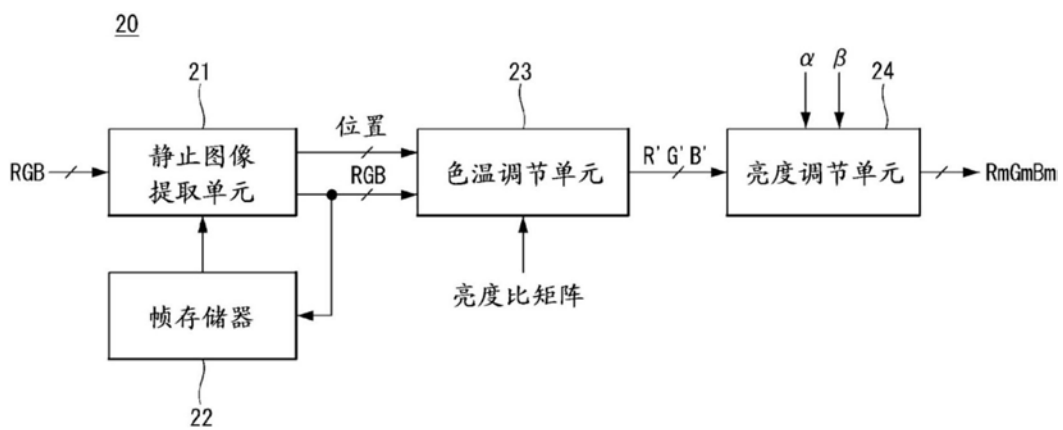 20
21
23
α
β
24
RGB
静止图像
提取单元
位置
RGB
色温调节单元
R'G'B'
亮度调节单元
RmGmBm
帧存储器
亮度比矩阵
22